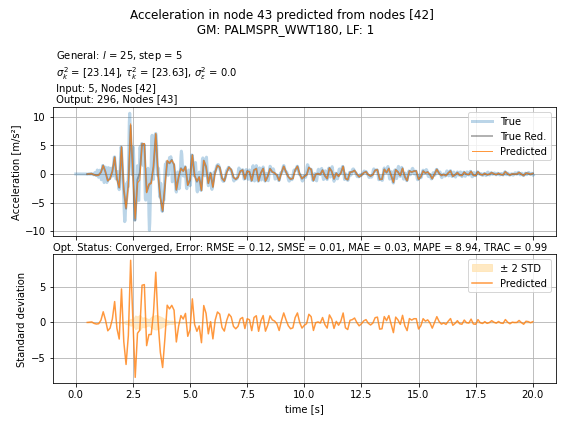 Acceleration in node 43 predicted from nodes [42]
GM: PALMSPR_WWT180, LF: 1
General: l = 25, step = 5
σ²ₖ = [23.14], τ²ₖ = [23.63], σ²ε = 0.0
Input: 5, Nodes [42]
Output: 296, Nodes [43]
10
5
0
−5
−10
Acceleration [m/s²]
True
True Red.
Predicted
Opt. Status: Converged, Error: RMSE = 0.12, SMSE = 0.01, MAE = 0.03, MAPE = 8.94, TRAC = 0.99
5
0
−5
Standard deviation
± 2 STD
Predicted
0.0 2.5 5.0 7.5 10.0 12.5 15.0 17.5 20.0
time [s]